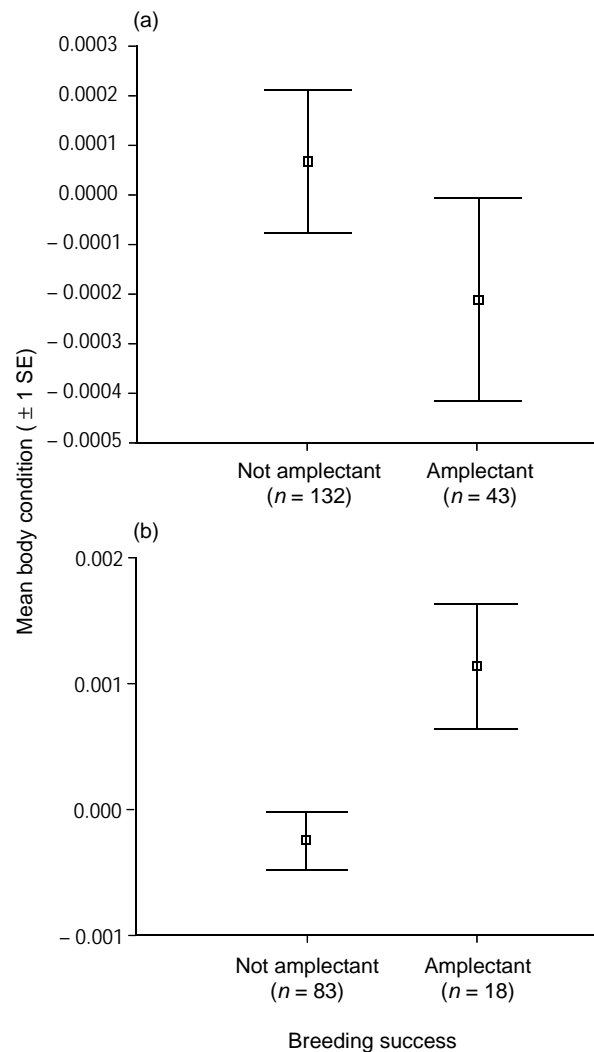 (a)
0.0003
0.0002
0.0001
0.0000
– 0.0001
– 0.0002
– 0.0003
– 0.0004
– 0.0005
Not amplectant
(n = 132)
Amplectant
(n = 43)
Mean body condition ( ± 1 SE)
(b)
0.002
0.001
0.000
– 0.001
Not amplectant
(n = 83)
Amplectant
(n = 18)
Breeding success